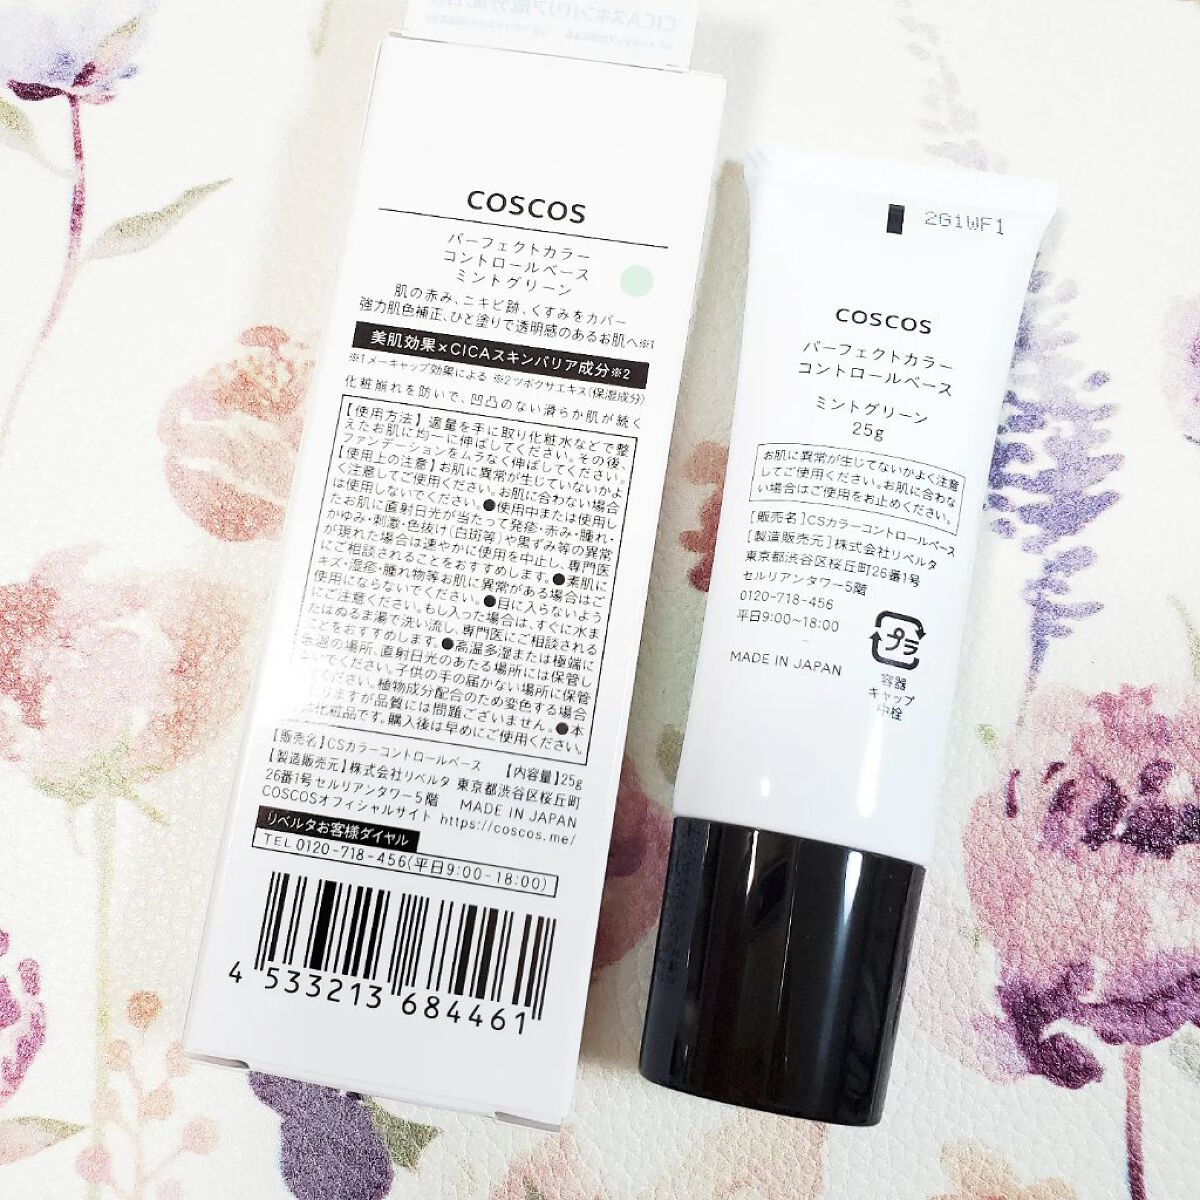 CICAスキンバリア成分配合
COSCOS
パーフェクトカラー
コントロールベース
ミントグリーン
肌の赤み、ニキビ跡、くすみをカバー
強力肌色補正、ひと塗りで透明感のあるお肌へ※1
美肌効果×CICAスキンバリア成分※2
※1メーキャップ効果による ※2ツボクサエキス(保湿成分)
化粧崩れを防いで、凹凸のない滑らか肌が続く
【使用方法】適量を手に取り化粧水などで整
えたお肌に均一に伸ばしてください。その後、
ファンデーションをムラなく伸ばしてください。
【使用上の注意】お肌に異常が生じていないかよ
く注意してご使用ください。お肌に合わない場合
は使用しないでください。●使用中または使用し
たお肌に直射日光が当たって発疹・赤み・腫れ・
かゆみ・刺激・色抜け(白斑等)や黒ずみ等の異常
が現れた場合は速やかに使用を中止し、専門医
にご相談されることをおすすめします。●素肌に
キズ・湿疹・腫れ物等お肌に異常がある場合はご
使用にならないでください。●目に入らないよう
にご注意ください。もし入った場合は、すぐに水ま
たはぬるま湯で洗い流し、専門医にご相談される
ことをおすすめします。●高温多湿または極端に
低温の場所、直射日光のあたる場所には保管し
ないでください。子供の手の届かない場所に保管
してください。植物成分配合のため変色する場合
がありますが品質には問題ございません。●本
品は化粧品です。購入後は早めにご使用ください。
【販売名】CSカラーコントロールベース 【内容量】25g
【製造販売元】株式会社リベルタ 東京都渋谷区桜丘町
26番1号セルリアンタワー5階 MADE IN JAPAN
COSCOSオフィシャルサイト https://coscos.me/
リベルタお客様ダイヤル
TEL 0120-718-456(平日9:00-18:00)
4 533213 684461
2G1WF1
COSCOS
パーフェクトカラー
コントロールベース
ミントグリーン
25g
お肌に異常が生じてないかよく注意
してご使用ください。お肌に合わな
い場合はご使用をお止めください。
[販売名]CSカラーコントロールベース
[製造販売元]株式会社リベルタ
東京都渋谷区桜丘町26番1号
セルリアンタワー5階
0120-718-456
平日9:00~18:00
MADE IN JAPAN
プラ
容器
キャップ
中栓